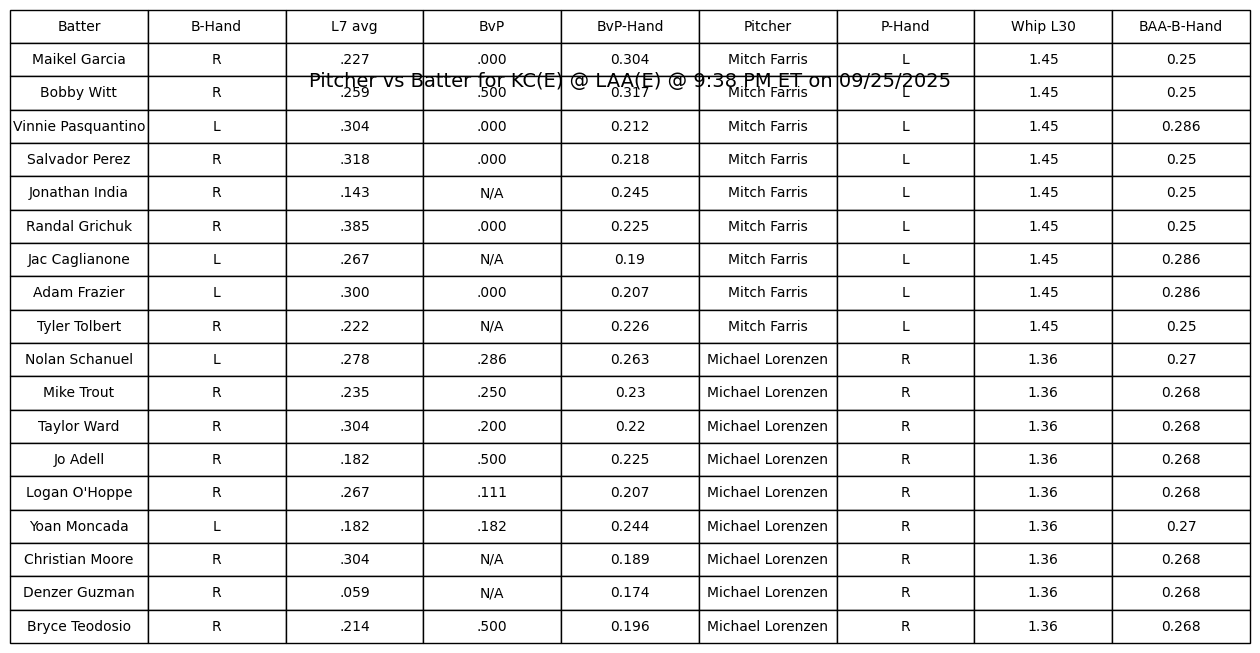 Batter B-Hand L7 avg BvP BvP-Hand Pitcher P-Hand Whip L30 BAA-B-Hand
Maikel Garcia R .227 .000 0.304 Mitch Farris L 1.45 0.25
Pitcher vs Batter for KC(E) @ LAA(E) @ 9:38 PM ET on 09/25/2025
Bobby Witt R .259 .500 0.317 Mitch Farris L 1.45 0.25
Vinnie Pasquantino L .304 .000 0.212 Mitch Farris L 1.45 0.286
Salvador Perez R .318 .000 0.218 Mitch Farris L 1.45 0.25
Jonathan India R .143 N/A 0.245 Mitch Farris L 1.45 0.25
Randal Grichuk R .385 .000 0.225 Mitch Farris L 1.45 0.25
Jac Caglianone L .267 N/A 0.19 Mitch Farris L 1.45 0.286
Adam Frazier L .300 .000 0.207 Mitch Farris L 1.45 0.286
Tyler Tolbert R .222 N/A 0.226 Mitch Farris L 1.45 0.25
Nolan Schanuel L .278 .286 0.263 Michael Lorenzen R 1.36 0.27
Mike Trout R .235 .250 0.23 Michael Lorenzen R 1.36 0.268
Taylor Ward R .304 .200 0.22 Michael Lorenzen R 1.36 0.268
Jo Adell R .182 .500 0.225 Michael Lorenzen R 1.36 0.268
Logan O'Hoppe R .267 .111 0.207 Michael Lorenzen R 1.36 0.268
Yoan Moncada L .182 .182 0.244 Michael Lorenzen R 1.36 0.27
Christian Moore R .304 N/A 0.189 Michael Lorenzen R 1.36 0.268
Denzer Guzman R .059 N/A 0.174 Michael Lorenzen R 1.36 0.268
Bryce Teodosio R .214 .500 0.196 Michael Lorenzen R 1.36 0.268